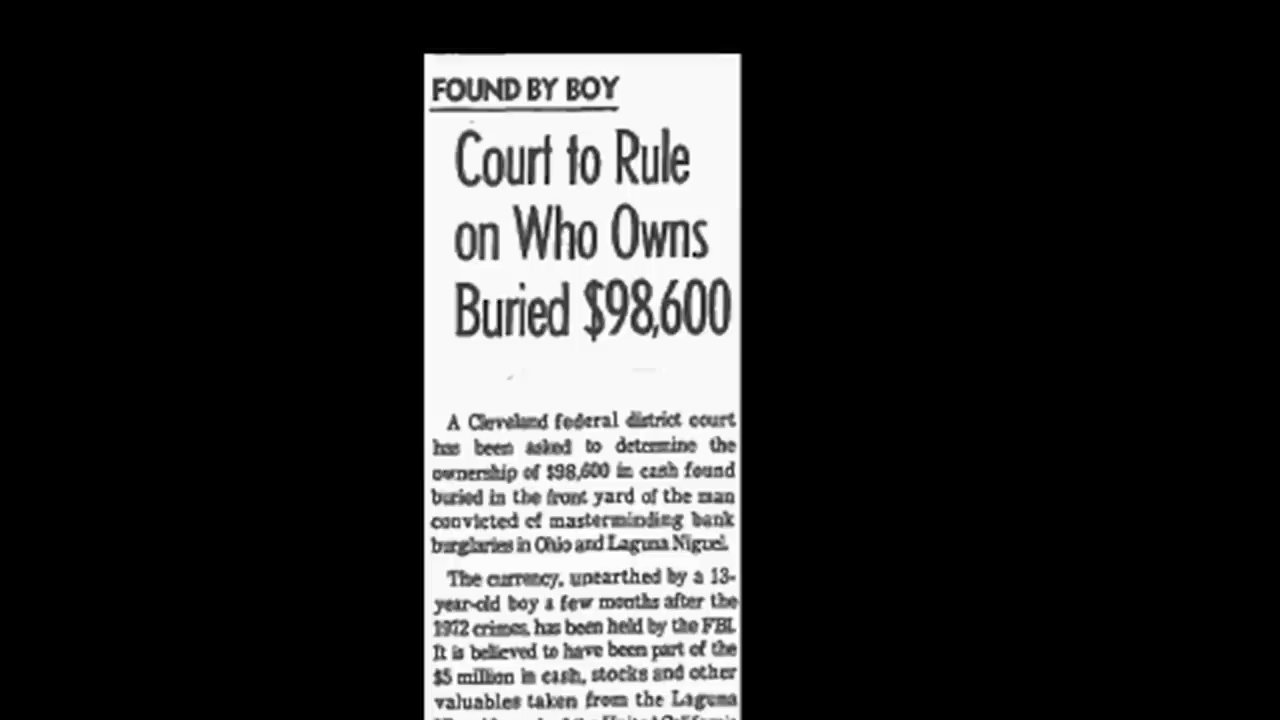 FOUND BY BOY
Court to Rule
on Who Owns
Buried $98,600
A Cleveland federal district court
has been asked to determine the
ownership of $98,600 in cash found
buried in the front yard of the man
convicted of masterminding bank
burglaries in Ohio and Laguna Niguel.
The currency, unearthed by a 13-
year-old boy a few months after the
1972 crimes, has been held by the FBI.
It is believed to have been part of the
$5 million in cash, stocks and other
valuables taken from the Laguna